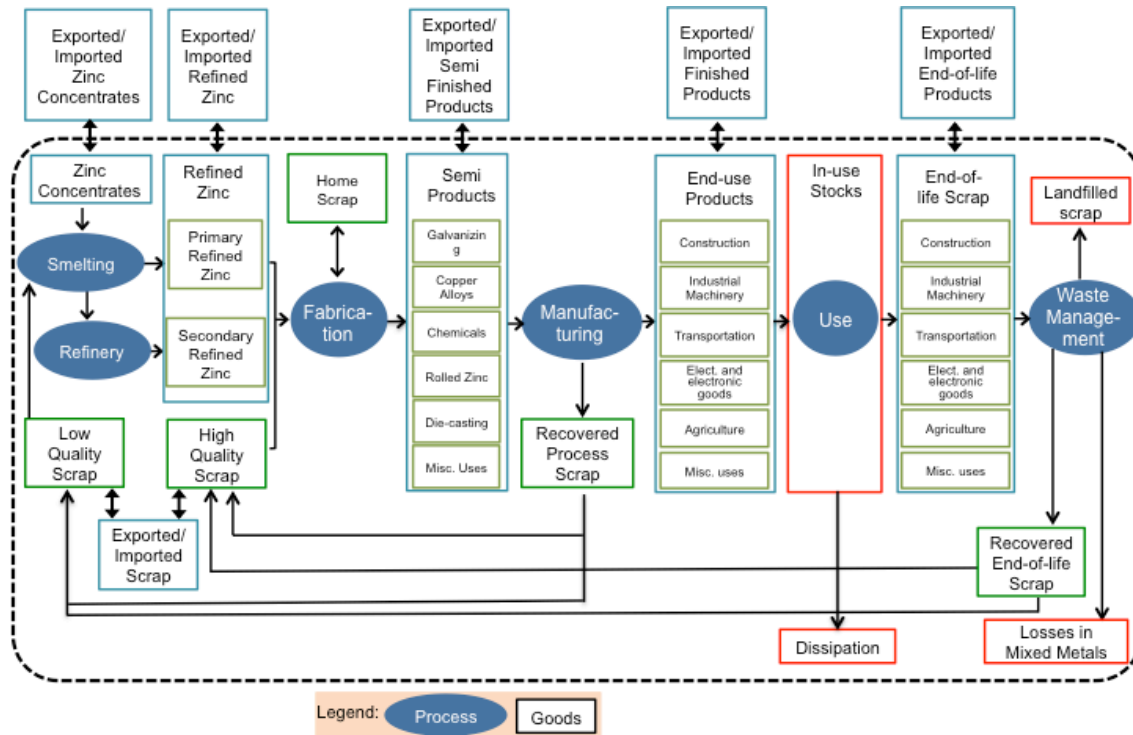 Exported/
Imported
Zinc
Concentrates
Exported/
Imported
Refined
Zinc
Exported/
Imported
Semi
Finished
Products
Exported/
Imported
Finished
Products
Exported/
Imported
End-of-life
Products
Zinc
Concentrates
Smelting
Refinery
Low
Quality
Scrap
Refined
Zinc
Primary
Refined
Zinc
Secondary
Refined
Zinc
High
Quality
Scrap
Exported/
Imported
Scrap
Home
Scrap
Fabrica-
tion
Semi
Products
Galvanizin
g
Copper
Alloys
Chemicals
Rolled Zinc
Die-casting
Misc. Uses
Manufac-
turing
Recovered
Process
Scrap
End-use
Products
Construction
Industrial
Machinery
Transportation
Elect. and
electronic
goods
Agriculture
Misc. uses
In-use
Stocks
Use
Dissipation
End-of-
life Scrap
Construction
Industrial
Machinery
Transportation
Elect. and
electronic
goods
Agriculture
Misc. uses
Landfilled
scrap
Waste
Manage-
ment
Recovered
End-of-life
Scrap
Losses in
Mixed Metals
Legend:
Process
Goods